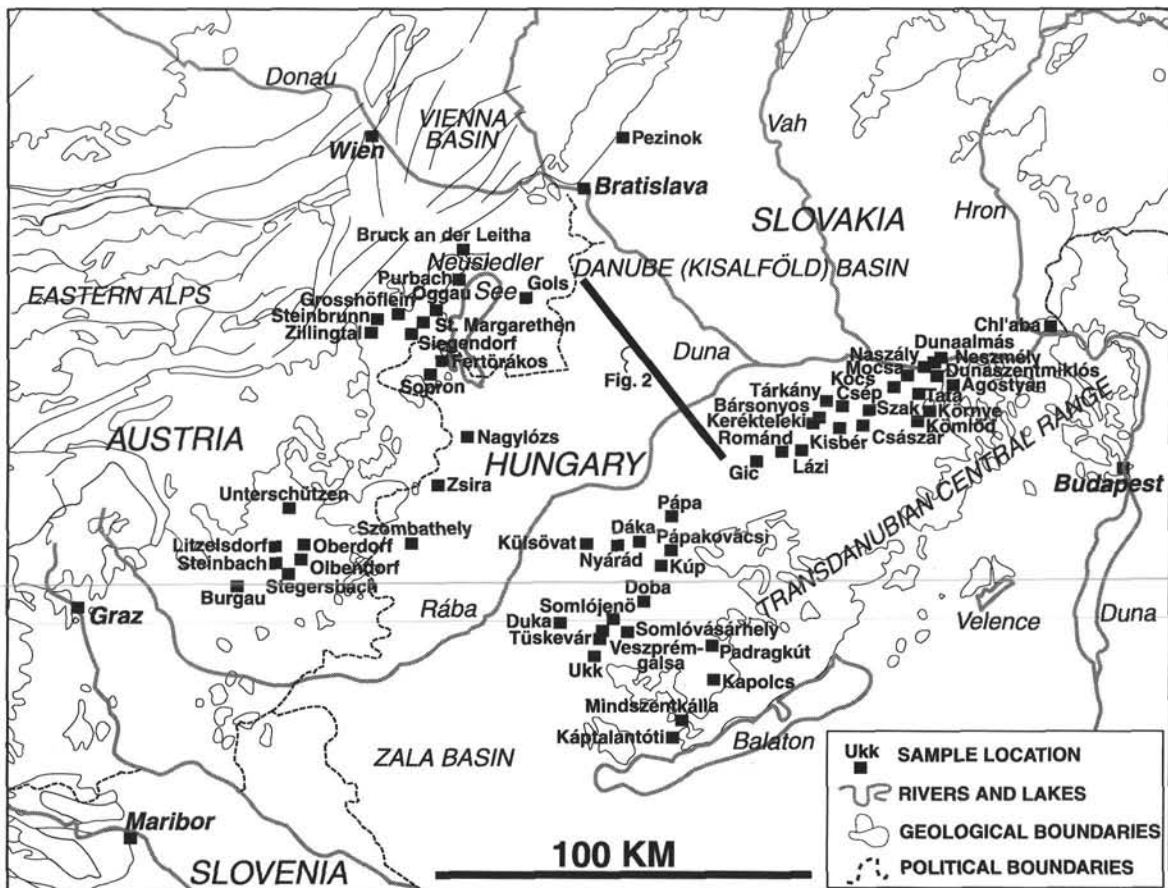 Donau
VIENNA
BASIN
Wien
Pezinok
Vah
Bratislava
SLOVAKIA
Hron
Bruck an der Leitha
Neusiedler
See
DANUBE (KISALFÖLD) BASIN
Purbach
Gols
EASTERN ALPS
Oggau
Grosshöflein
Steinbrunn
St. Margarethen
Zillingtal
Siegendorf
Fertörákos
Sopron
Chl'aba
Duna
Dunaalmás
Naszály
Neszmély
Mocsa
Dunaszentmiklós
Fig. 2
Kocs
Agostyán
Tárkány
Csép
Tata
Bársonyos
Szák
Környe
Kerékteleki
Kömlöd
AUSTRIA
Nagylózs
Románd
Kisbér
Császár
HUNGARY
Gic
Lázi
Budapest
Zsira
Unterschützen
Pápa
Szombathely
Dáka
Pápakovácsi
Litzelsdorf
Oberdorf
Külsövat
TRANSDANUBIAN CENTRAL RANGE
Steinbach
Olbendorf
Nyárád
Kúp
Stegersbach
Burgau
Doba
Graz
Rába
Somlójenö
Velence
Duna
Duka
Somlóvásárhely
Tüskevár
Veszprém-
gálsa
Padragkút
Ukk
Kapolcs
Mindszentkálla
Káptalantóti
Balaton
ZALA BASIN
Maribor
SLOVENIA
100 KM
Ukk
SAMPLE LOCATION
RIVERS AND LAKES
GEOLOGICAL BOUNDARIES
POLITICAL BOUNDARIES